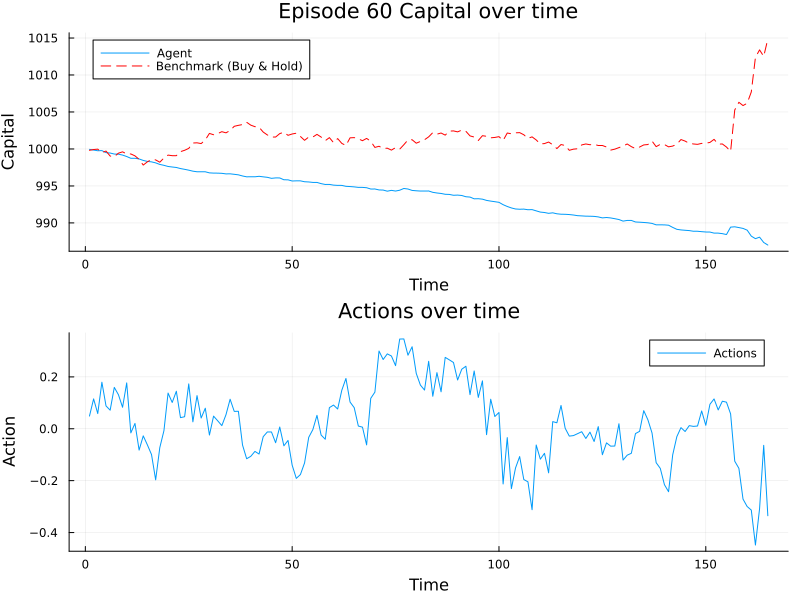 Episode 60 Capital over time
Capital
1015
1010
1005
1000
995
990
Agent
Benchmark (Buy & Hold)
0
50
100
150
Time
Actions over time
Action
0.2
0.0
−0.2
−0.4
Actions
0
50
100
150
Time